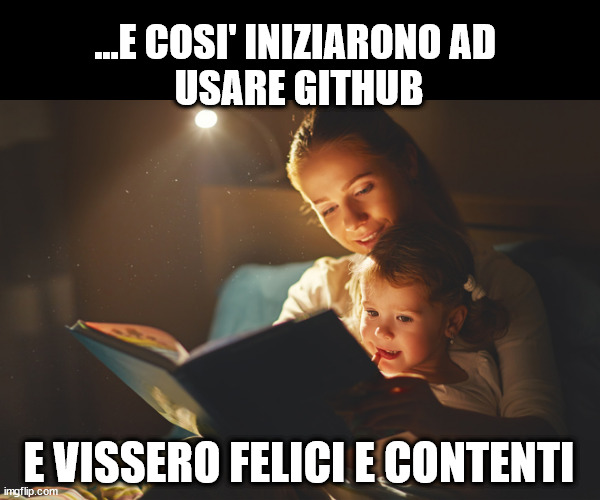 ...E COSI' INIZIARONO AD
USARE GITHUB
E VISSERO FELICI E CONTENTI
imgflip.com